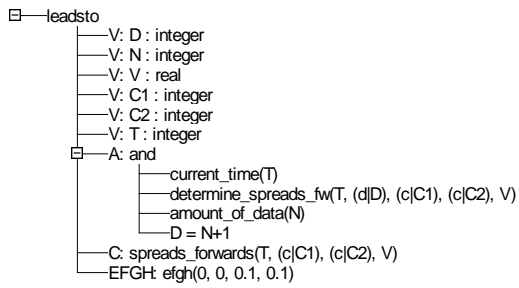 leadsto
V: D : integer
V: N : integer
V: V : real
V: C1 : integer
V: C2 : integer
V: T : integer
A: and
current_time(T)
determine_spreads_fw(T, (d|D), (c|C1), (c|C2), V)
amount_of_data(N)
D = N+1
C: spreads_forwards(T, (c|C1), (c|C2), V)
EFGH: efgh(0, 0, 0.1, 0.1)